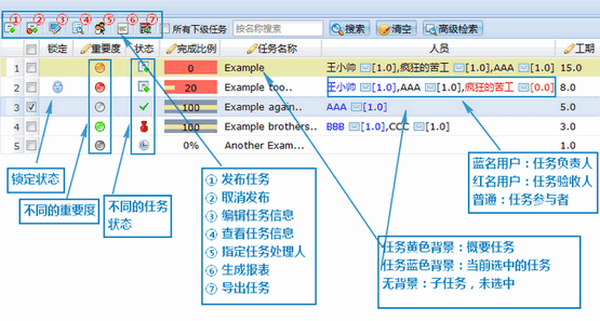 ① ② ③ ④ ⑤ ⑥ ⑦ 所有下级任务 按名称搜索 搜索 清空 高级检索
锁定 重要度 状态 完成比例 任务名称 人员 工期
1 0 Example 王小帅 [1.0],疯狂的苦工 [1.0],AAA [1.0] 15.0
2 20 Example too.. 王小帅 [1.0],AAA [1.0],疯狂的苦工 [0.0] 8.0
3 100 Example again.. AAA [1.0] 5.0
4 100 Example brothers.. BBB [1.0],CCC [1.0] 3.0
5 0% Another Exam... 1.0
锁定状态
不同的重要度
不同的任务
状态
① 发布任务
② 取消发布
③ 编辑任务信息
④ 查看任务信息
⑤ 指定任务处理人
⑥ 生成报表
⑦ 导出任务
蓝名用户：任务负责人
红名用户：任务验收人
普通：任务参与者
任务黄色背景：概要任务
任务蓝色背景：当前选中的任务
无背景：子任务，未选中